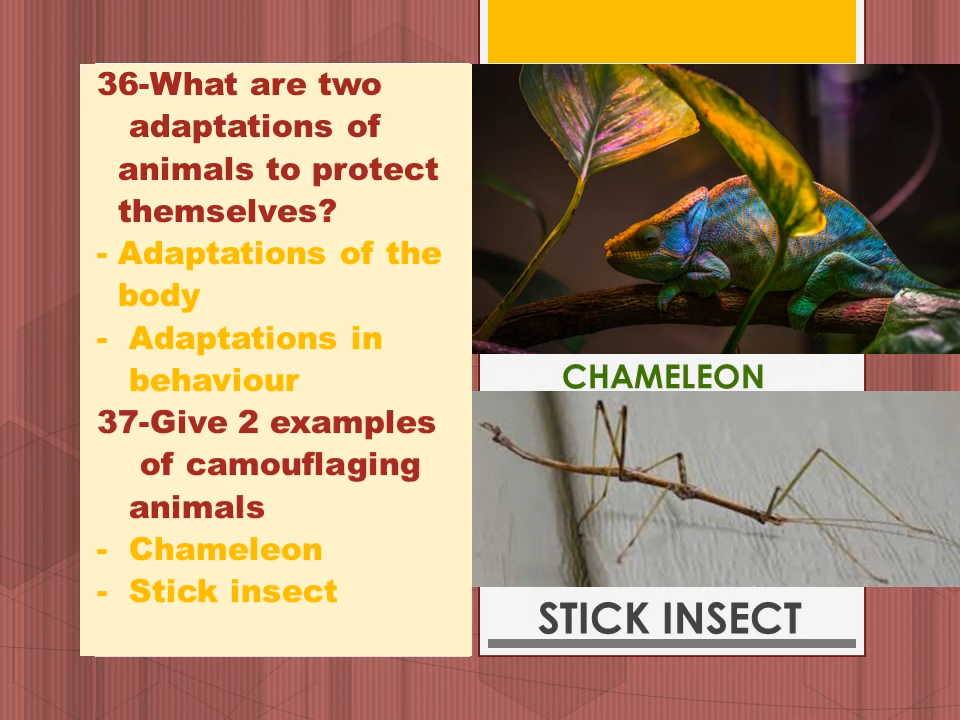 36-What are two
adaptations of
animals to protect
themselves?
- Adaptations of the
body
- Adaptations in
behaviour
37-Give 2 examples
of camouflaging
animals
- Chameleon
- Stick insect
CHAMELEON
STICK INSECT